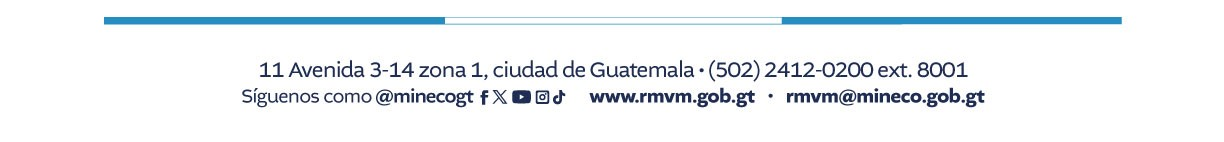 11 Avenida 3-14 zona 1, ciudad de Guatemala • (502) 2412-0200 ext. 8001
Síguenos como @minecogt www.rmvm.gob.gt • rmvm@mineco.gob.gt